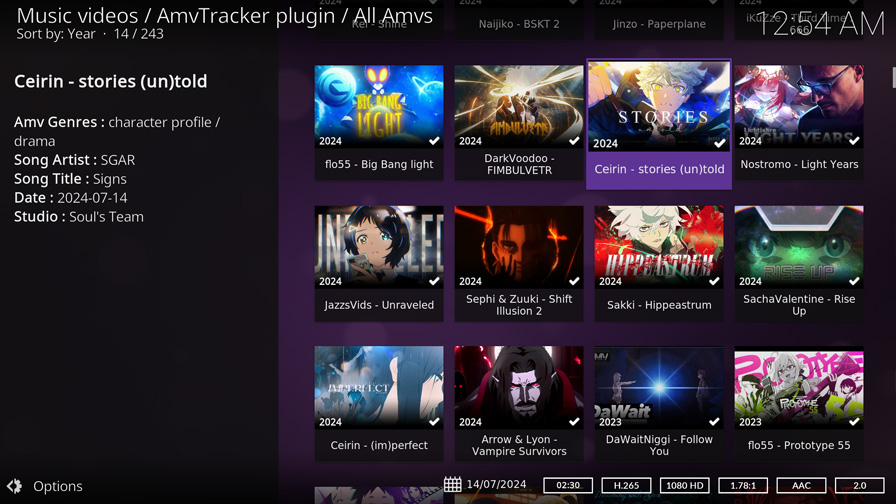 Music videos / AmvTracker plugin / All Amvs
Sort by: Year · 14 / 243
12:54 AM
Rei - Shine
Naijiko - BSKT 2
Jinzo - Paperplane
iKuZze - Third Time
666
Ceirin - stories (un)told
Amv Genres : character profile /
drama
Song Artist : SGAR
Song Title : Signs
Date : 2024-07-14
Studio : Soul's Team
BIG BANG
LIGHT
2024
flo55 - Big Bang light
FIMBULVETR
2024
DarkVoodoo -
FIMBULVETR
STORIES
2024
Ceirin - stories (un)told
LIGHT YEARS
2024
Nostromo - Light Years
2024
JazzsVids - Unraveled
2024
Sephi & Zuuki - Shift
Illusion 2
HIPPEASTRUM
2024
Sakki - Hippeastrum
RISE UP
2024
SachaValentine - Rise
Up
IMPERFECT
2024
Ceirin - (im)perfect
2024
Arrow & Lyon -
Vampire Survivors
DaWait
2023
DaWaitNiggi - Follow
You
PROTOTYPE
55
2023
flo55 - Prototype 55
Options
14/07/2024
02:30
H.265
1080 HD
1.78:1
AAC
2.0